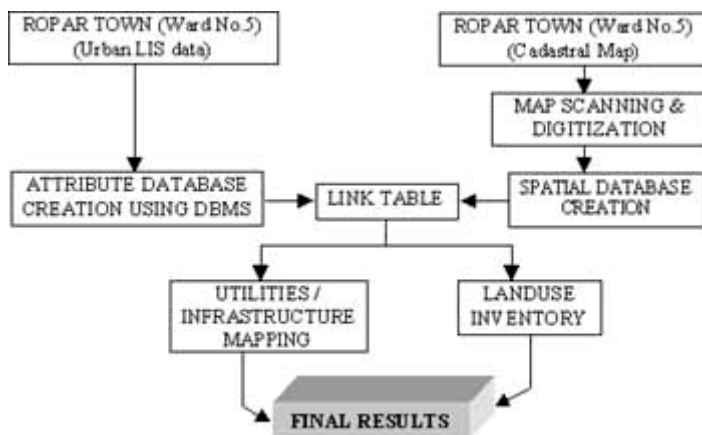 ROPAR TOWN (Ward No.5)
(Urban LIS data)
ROPAR TOWN (Ward No.5)
(Cadastral Map)
MAP SCANNING &
DIGITIZATION
ATTRIBUTE DATABASE
CREATION USING DBMS
LINK TABLE
SPATIAL DATABASE
CREATION
UTILITIES /
INFRASTRUCTURE
MAPPING
LANDUSE
INVENTORY
FINAL RESULTS